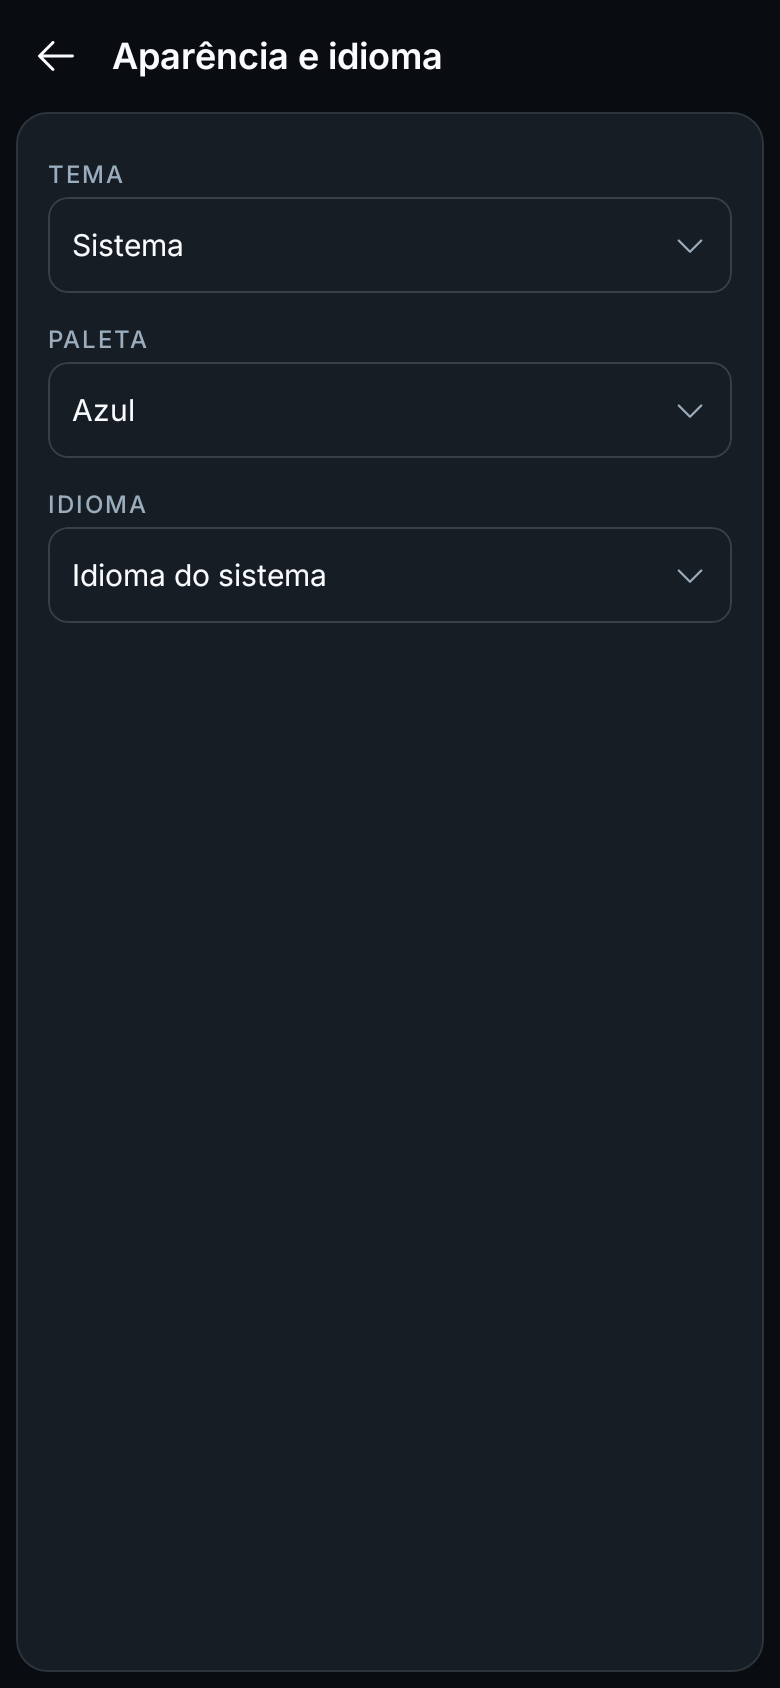 Aparência e idioma
TEMA
Sistema
PALETA
Azul
IDIOMA
Idioma do sistema